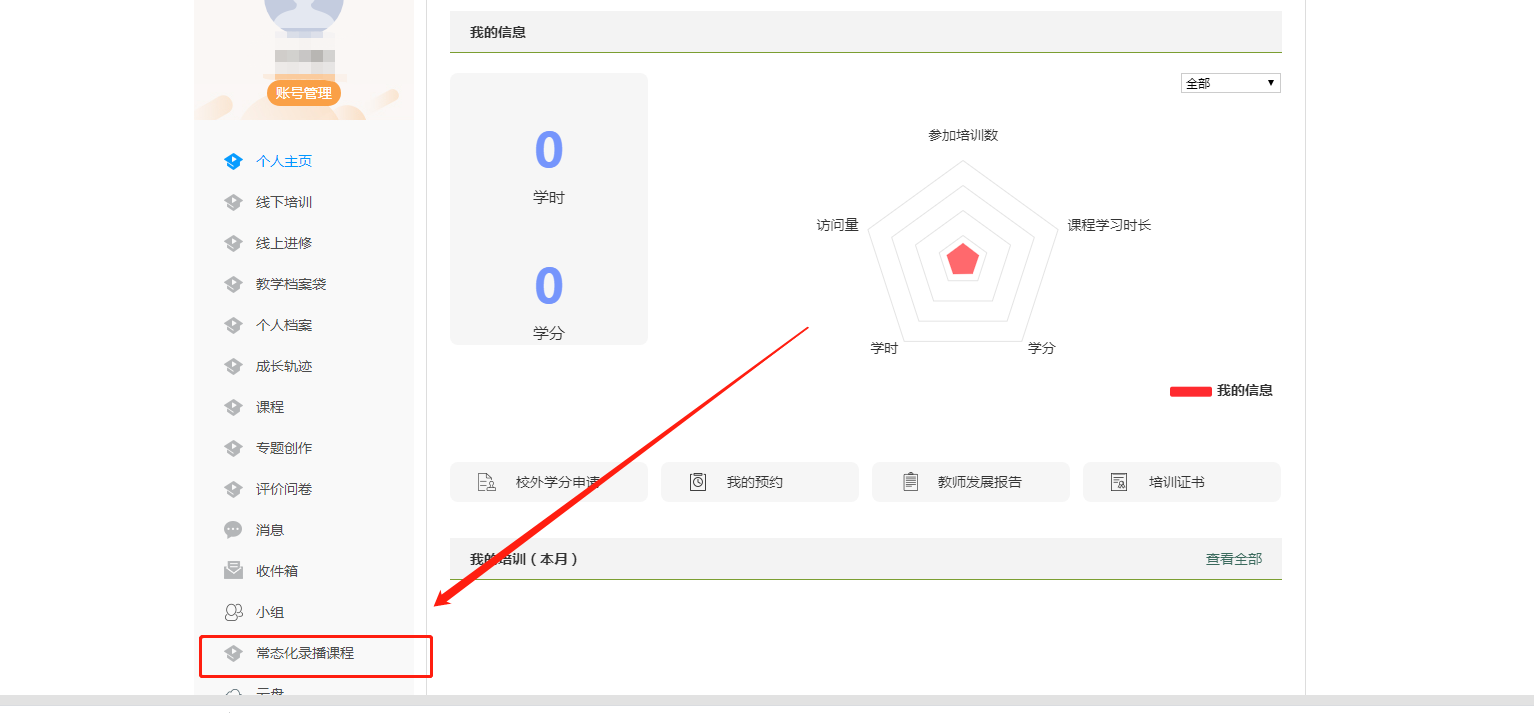 账号管理
个人主页
线下培训
线上进修
教学档案袋
个人档案
成长轨迹
课程
专题创作
评价问卷
消息
收件箱
小组
常态化录播课程
云盘
我的信息
0
学时
0
学分
全部
参加培训数
访问量
课程学习时长
学时
学分
我的信息
校外学分申请
我的预约
教师发展报告
培训证书
我的培训（本月）
查看全部